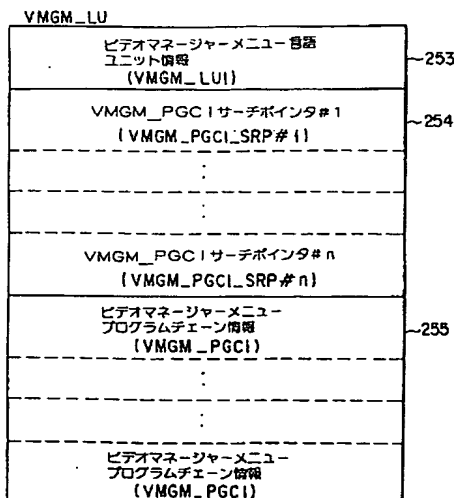 VMGM_LU
ビデオマネージャーメニュー言語
ユニット情報
(VMGM_LUI)
253
VMGM_PGCIサーチポインタ#1
(VMGM_PGCI_SRP#1)
254
:
:
VMGM_PGCIサーチポインタ#n
(VMGM_PGCI_SRP#n)
ビデオマネージャーメニュー
プログラムチェーン情報
(VMGM_PGCI)
255
:
:
ビデオマネージャーメニュー
プログラムチェーン情報
(VMGM_PGCI)